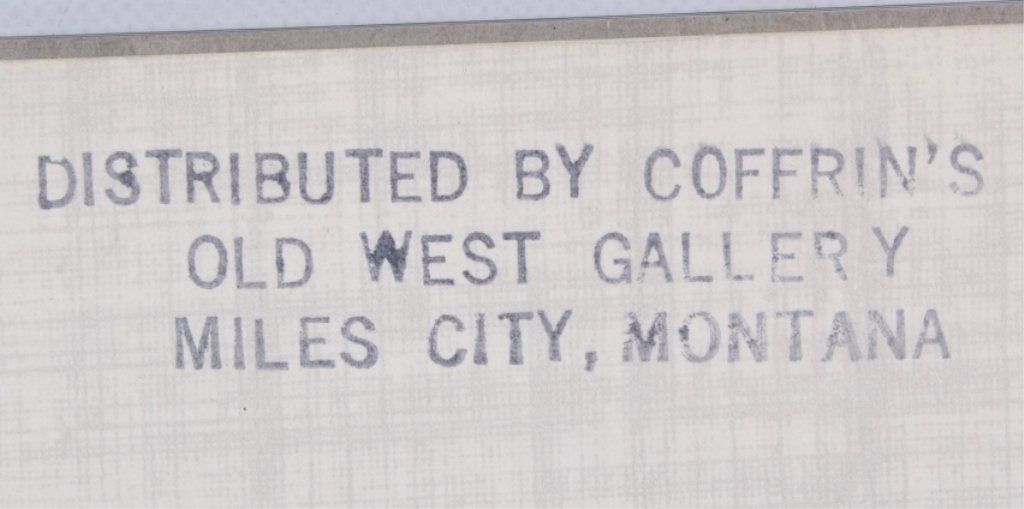 DISTRIBUTED BY COFFRIN'S
OLD WEST GALLERY
MILES CITY, MONTANA